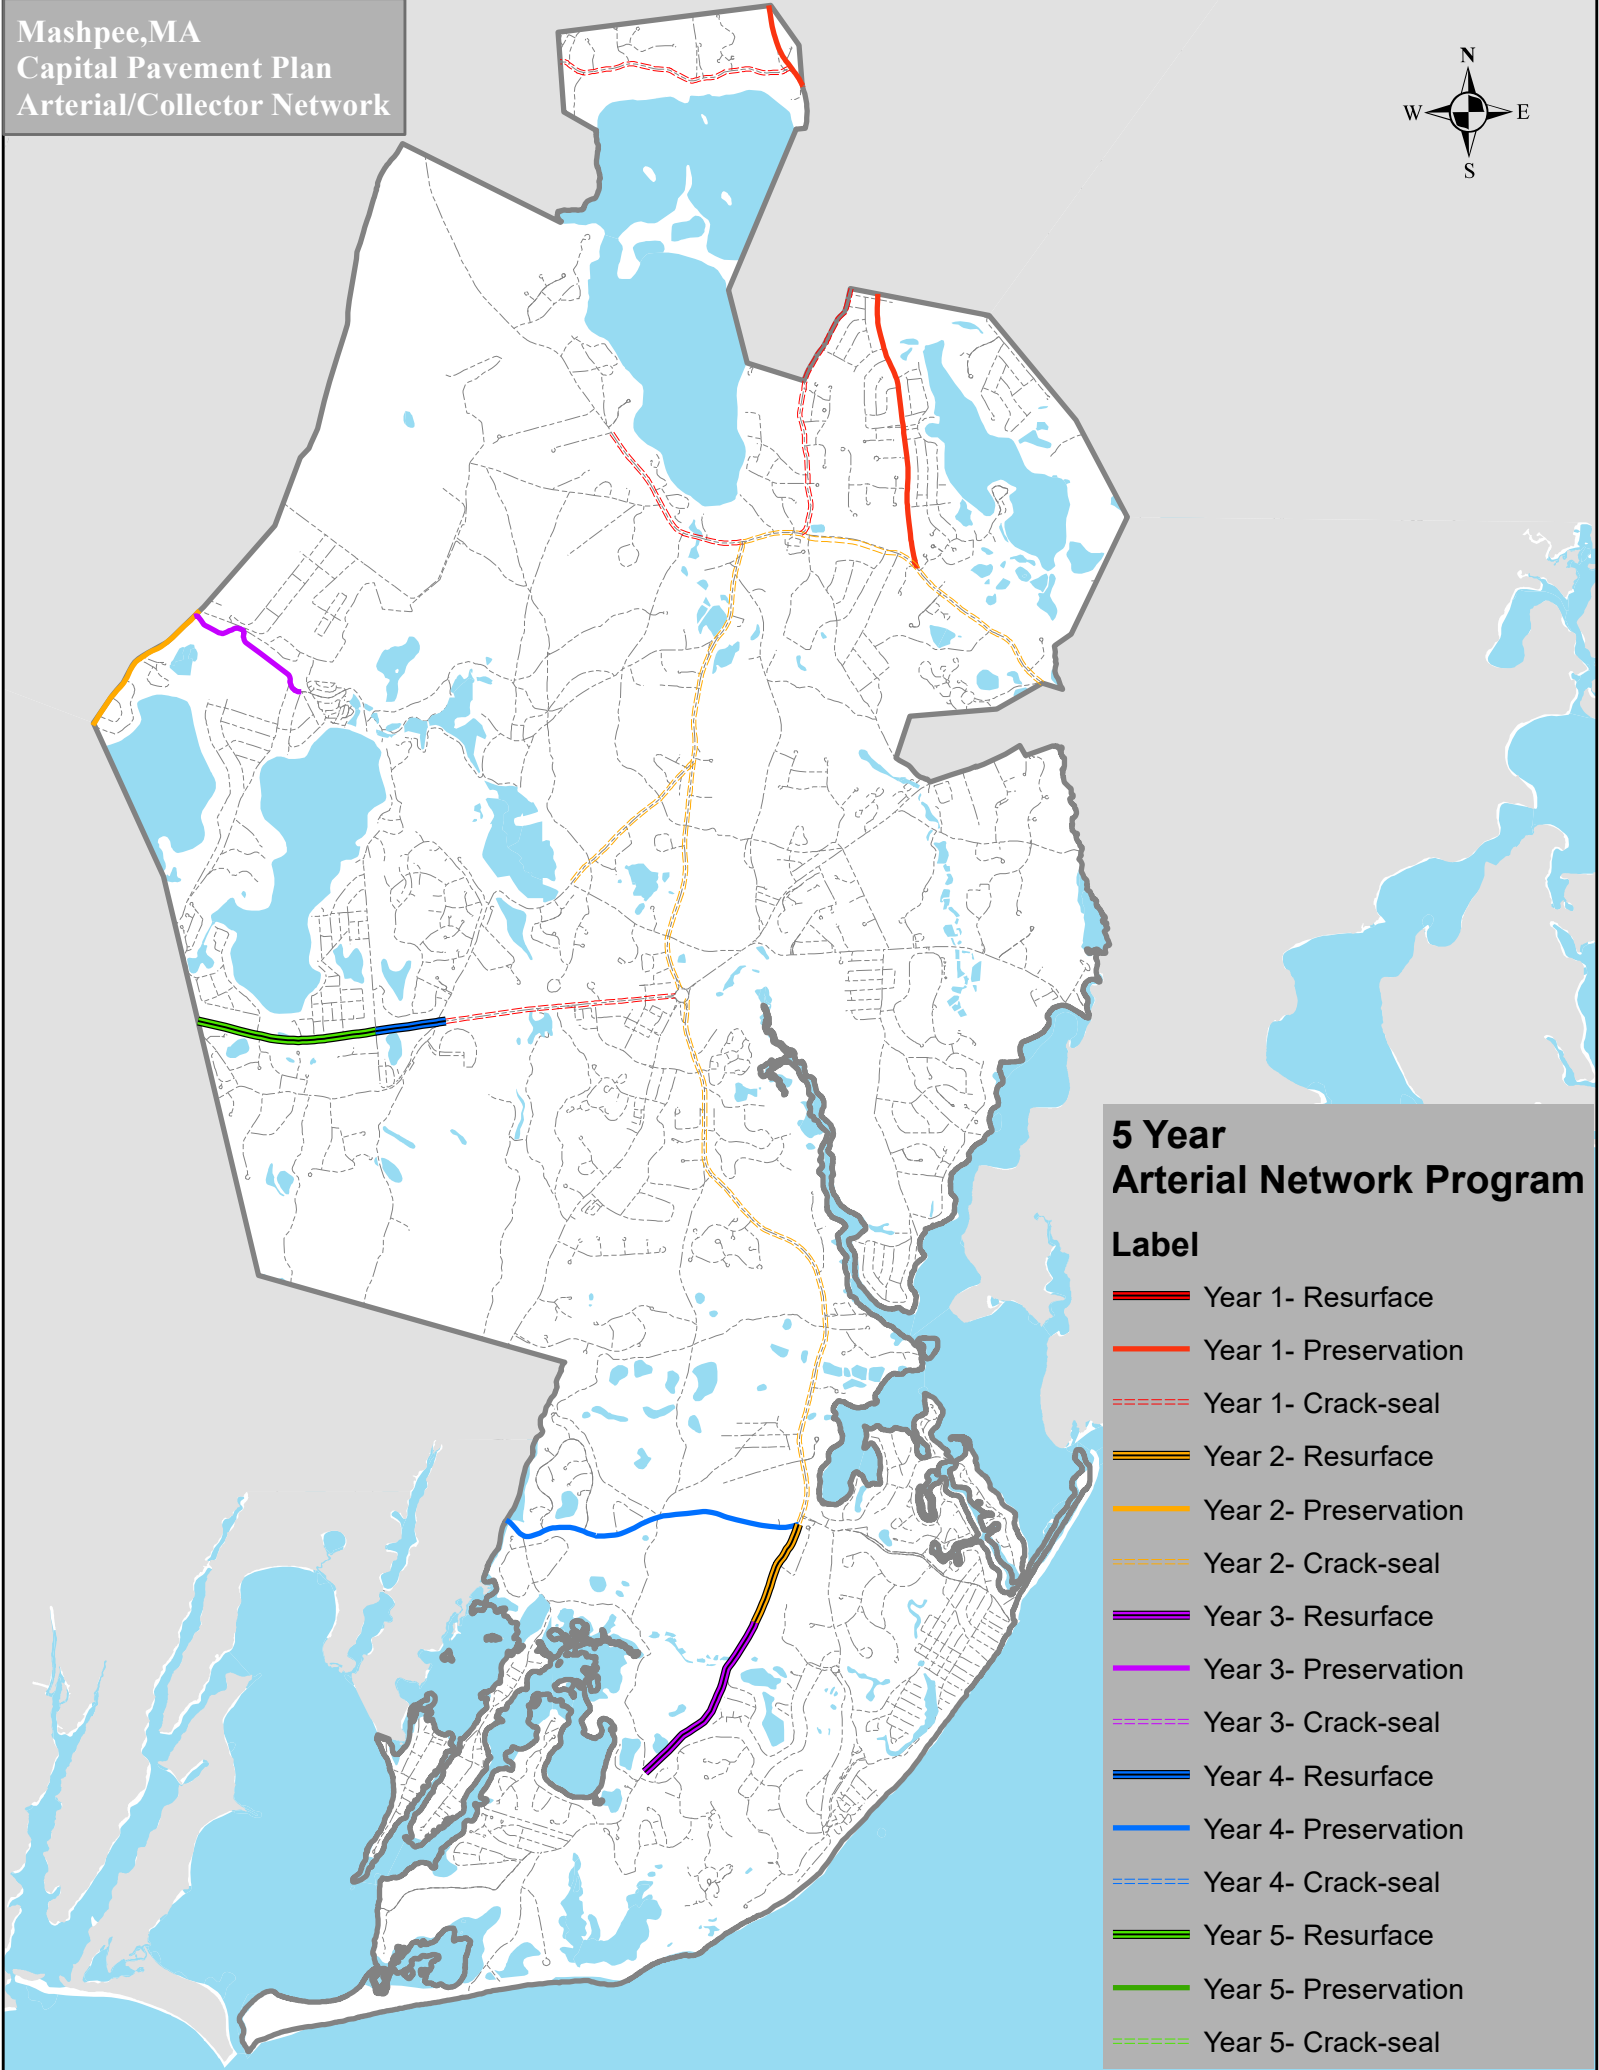 Mashpee,MA
Capital Pavement Plan
Arterial/Collector Network
N
W E
S
5 Year
Arterial Network Program
Label
Year 1- Resurface
Year 1- Preservation
Year 1- Crack-seal
Year 2- Resurface
Year 2- Preservation
Year 2- Crack-seal
Year 3- Resurface
Year 3- Preservation
Year 3- Crack-seal
Year 4- Resurface
Year 4- Preservation
Year 4- Crack-seal
Year 5- Resurface
Year 5- Preservation
Year 5- Crack-seal